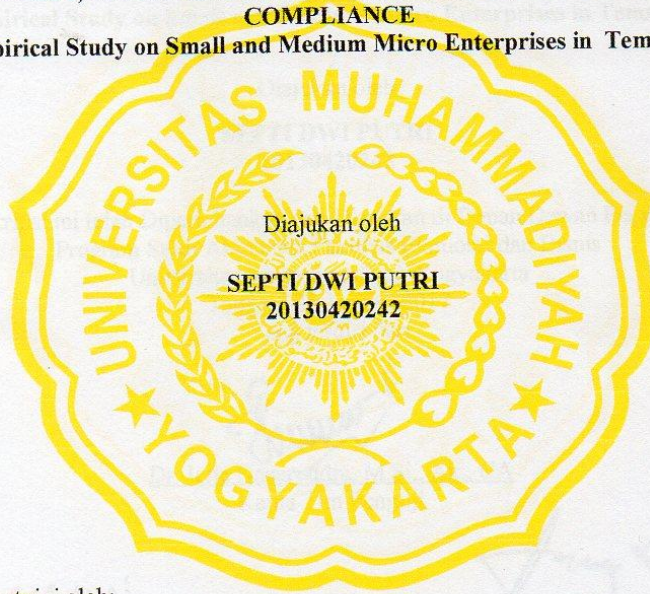 COMPLIANCE
pirical Study on Small and Medium Micro Enterprises in Tem
UNIVERSITAS MUHAMMADIYAH
Diajukan oleh
SEPTI DWI PUTRI
20130420242
YOGYAKARTA
oleh: